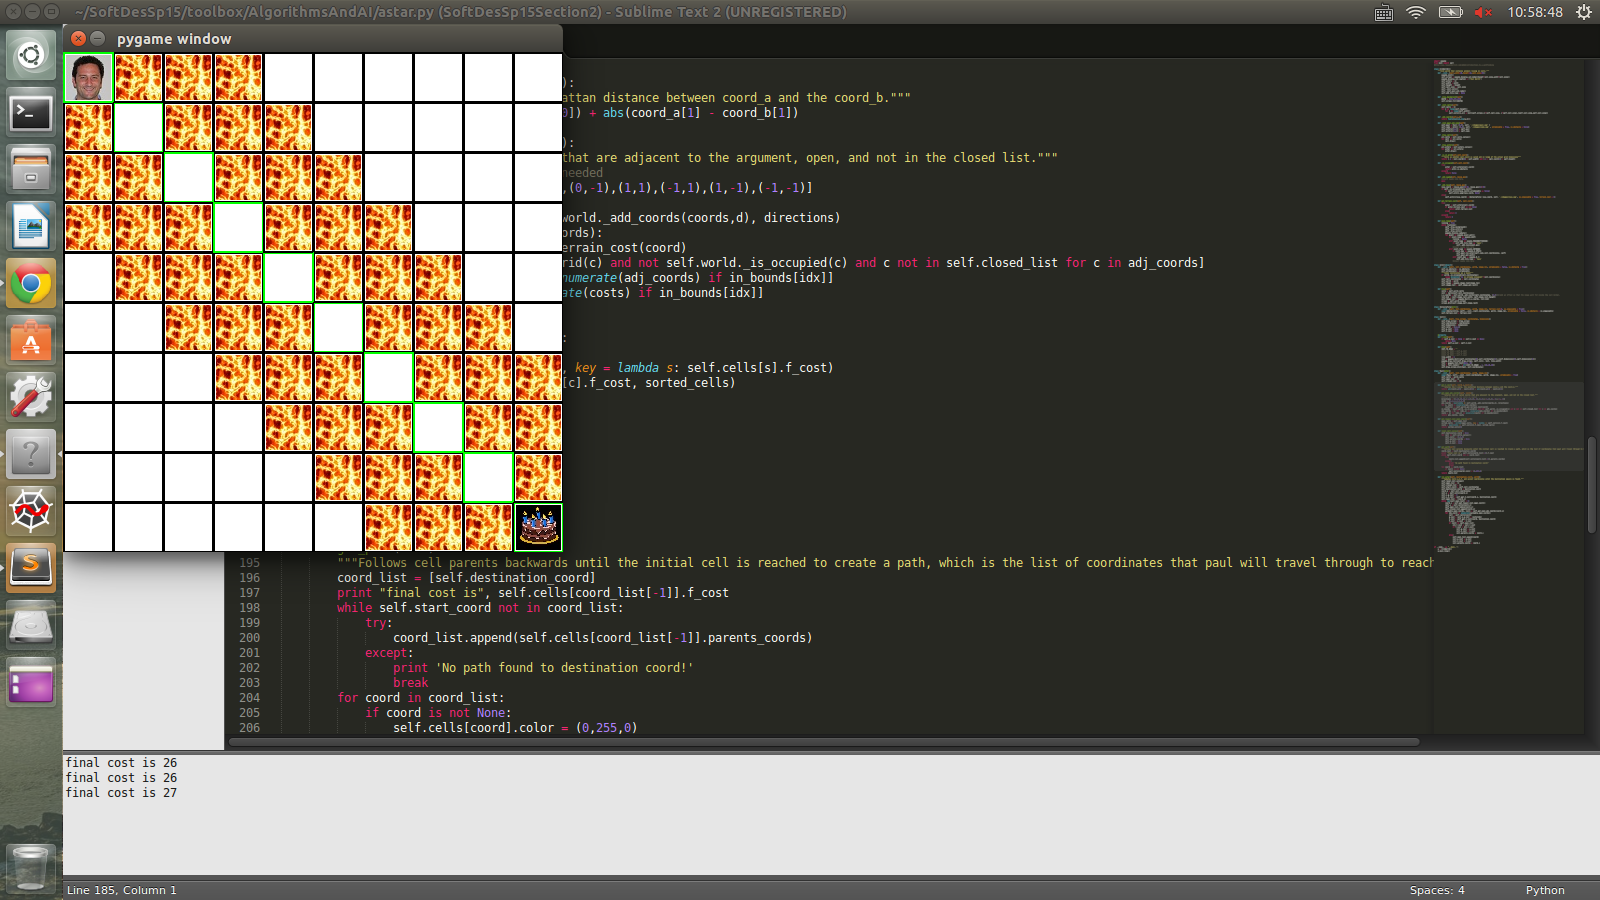 ~/SoftDesSp15/toolbox/AlgorithmsAndAI/astar.py (SoftDesSp15Section2) - Sublime Text 2 (UNREGISTERED)
10:58:48
pygame window
):
attan distance between coord_a and the coord_b."""
]) + abs(coord_a[1] - coord_b[1])
):
that are adjacent to the argument, open, and not in the closed list."""
needed
,(0,-1),(1,1),(-1,1),(1,-1),(-1,-1)]
world._add_coords(coords,d), directions)
ords):
errain_cost(coord)
rid(c) and not self.world._is_occupied(c) and c not in self.closed_list for c in adj_coords]
numerate(adj_coords) if in_bounds[idx]]
ate(costs) if in_bounds[idx]]
:
, key = lambda s: self.cells[s].f_cost)
[c].f_cost, sorted_cells)
195 """Follows cell parents backwards until the initial cell is reached to create a path, which is the list of coordinates that paul will travel through to reach
196 coord_list = [self.destination_coord]
197 print "final cost is", self.cells[coord_list[-1]].f_cost
198 while self.start_coord not in coord_list:
199 try:
200 coord_list.append(self.cells[coord_list[-1]].parents_coords)
201 except:
202 print 'No path found to destination coord!'
203 break
204 for coord in coord_list:
205 if coord is not None:
206 self.cells[coord].color = (0,255,0)
final cost is 26
final cost is 26
final cost is 27
Line 185, Column 1
Spaces: 4
Python